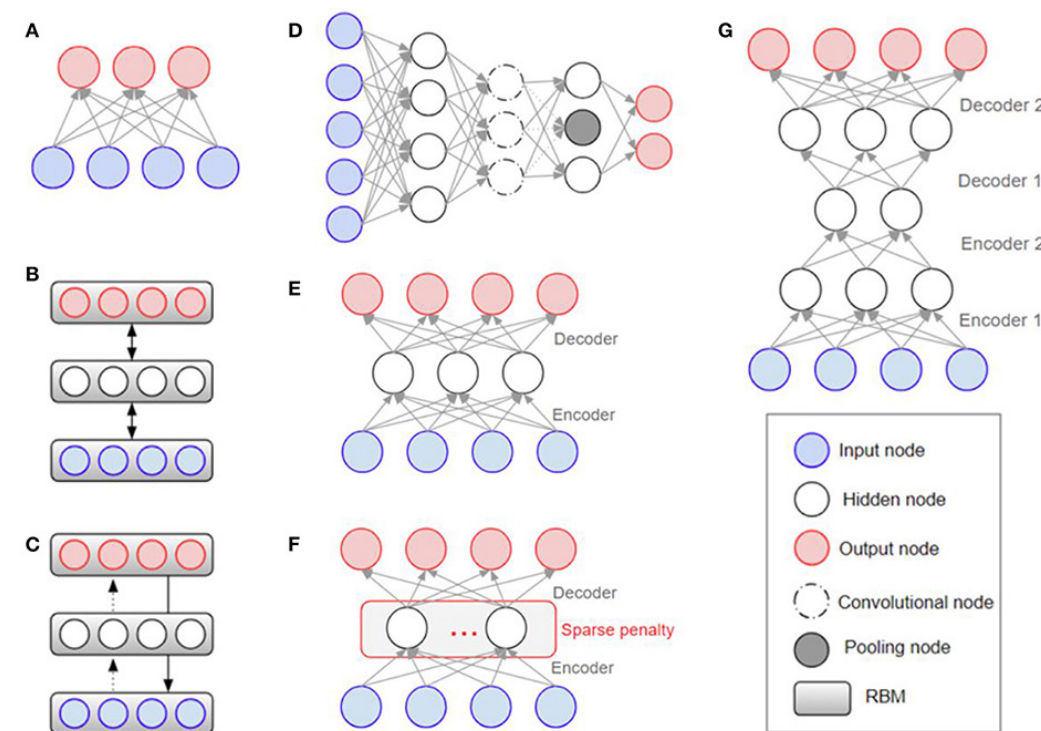 A
D
G
Decoder 2
Decoder 1
Encoder 2
Encoder 1
B
E
Decoder
Encoder
C
F
Decoder
...
Sparse penalty
Encoder
Input node
Hidden node
Output node
Convolutional node
Pooling node
RBM